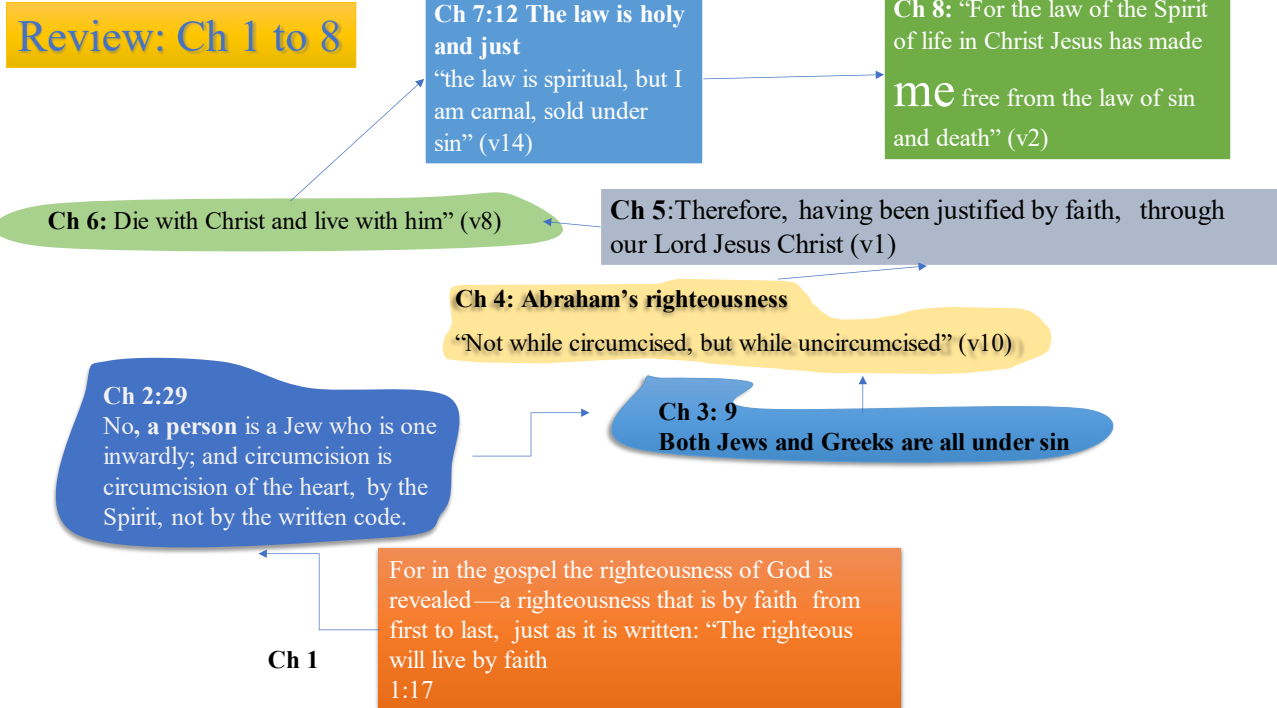 Review: Ch 1 to 8
Ch 7:12 The law is holy
and just
“the law is spiritual, but I
am carnal, sold under
sin” (v14)
Ch 8: “For the law of the Spirit
of life in Christ Jesus has made
me free from the law of sin
and death” (v2)
Ch 6: Die with Christ and live with him” (v8)
Ch 5:Therefore, having been justified by faith, through
our Lord Jesus Christ (v1)
Ch 4: Abraham’s righteousness
“Not while circumcised, but while uncircumcised” (v10)
Ch 2:29
No, a person is a Jew who is one
inwardly; and circumcision is
circumcision of the heart, by the
Spirit, not by the written code.
Ch 3: 9
Both Jews and Greeks are all under sin
For in the gospel the righteousness of God is
revealed—a righteousness that is by faith from
first to last, just as it is written: “The righteous
will live by faith
1:17
Ch 1